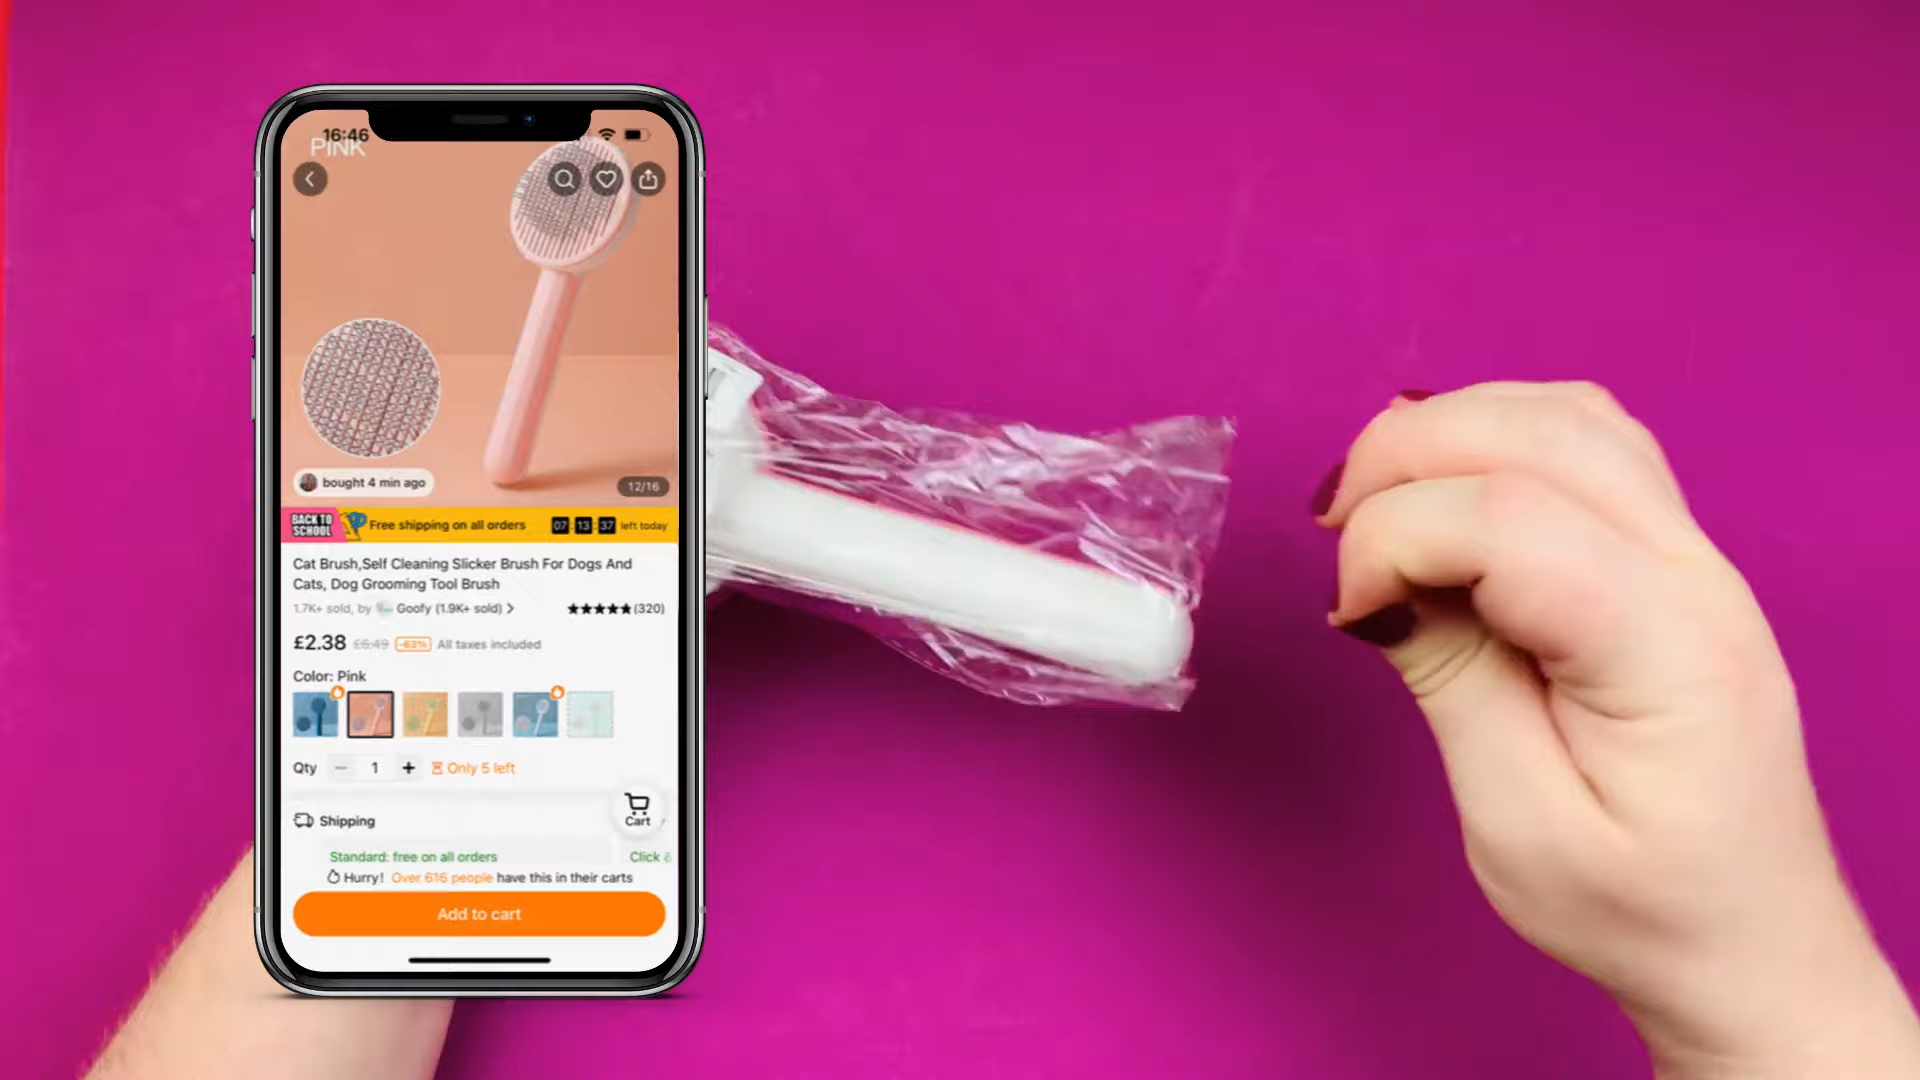 16:46
PINK
bought 4 min ago
12/16
BACK TO
SCHOOL
Free shipping on all orders
07 13 37 left today
Cat Brush,Self Cleaning Slicker Brush For Dogs And
Cats, Dog Grooming Tool Brush
1.7K+ sold, by Goofy (1.9K+ sold) >
★★★★★(320)
£2.38 £6.49 -63% All taxes included
Color: Pink
Qty − 1 + Only 5 left
Shipping
Cart
Standard: free on all orders
Click
Hurry! Over 616 people have this in their carts
Add to cart